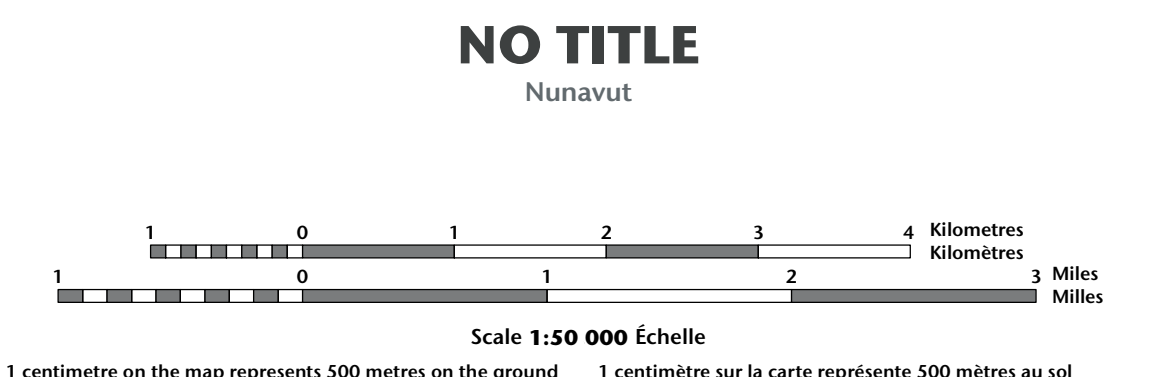 NO TITLE
Nunavut
1 0 1 2 3 4 Kilometres
Kilomètres
1 0 1 2 3 Miles
Milles
Scale 1:50 000 Échelle
1 centimetre on the map represents 500 metres on the ground 1 centimètre sur la carte représente 500 mètres au sol